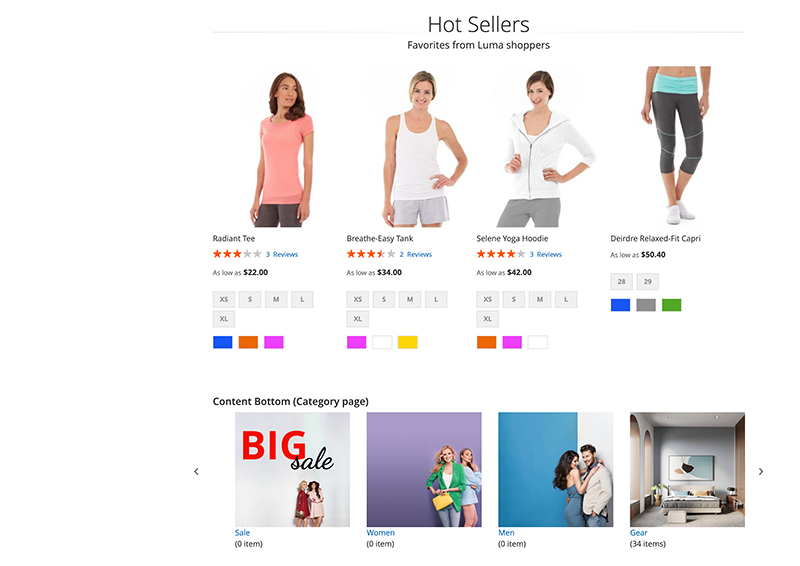 Hot Sellers
Favorites from Luma shoppers
Radiant Tee
3 Reviews
As low as $22.00
XS S M L
XL
Breathe-Easy Tank
2 Reviews
As low as $34.00
XS S M L
XL
Selene Yoga Hoodie
3 Reviews
As low as $42.00
XS S M L
XL
Deirdre Relaxed-Fit Capri
As low as $50.40
28 29
Content Bottom (Category page)
BIG
sale
Sale
(0 item)
Women
(0 item)
Men
(0 item)
Gear
(34 items)